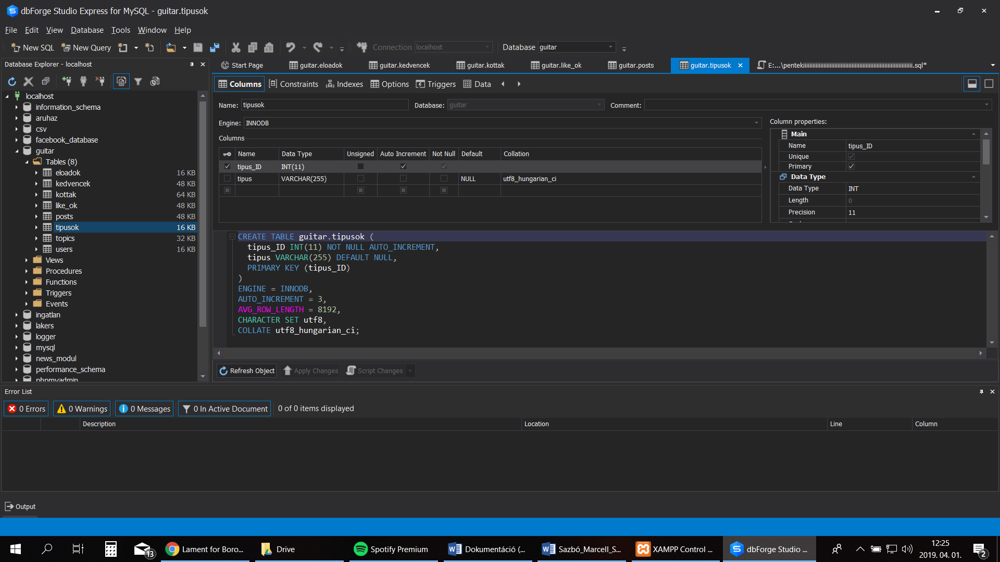 dbForge Studio Express for MySQL - guitar.tipusok
File Edit View Database Tools Window Help
New SQL New Query Connection localhost Database guitar
Database Explorer - localhost
localhost
information_schema
aruhaz
csv
facebook_database
guitar
Tables (8)
eloadok 16 KB
kedvencek 48 KB
kottak 64 KB
like_ok 48 KB
posts 48 KB
tipusok 16 KB
topics 32 KB
users 16 KB
Views
Procedures
Functions
Triggers
Events
ingatlan
lakers
logger
mysql
news_modul
performance_schema
phpmyadmin
Start Page guitar.eloadok guitar.kedvencek guitar.kottak guitar.like_ok guitar.posts guitar.tipusok
Columns Constraints Indexes Options Triggers Data
Name: tipusok Database: guitar Comment:
Engine: INNODB
Columns
Name Data Type Unsigned Auto Increment Not Null Default Collation
tipus_ID INT(11)
tipus VARCHAR(255) NULL utf8_hungarian_ci
Column properties:
Main
Name tipus_ID
Unique
Primary
Data Type
Data Type INT
Length 0
Precision 11
CREATE TABLE guitar.tipusok (
tipus_ID INT(11) NOT NULL AUTO_INCREMENT,
tipus VARCHAR(255) DEFAULT NULL,
PRIMARY KEY (tipus_ID)
)
ENGINE = INNODB,
AUTO_INCREMENT = 3,
AVG_ROW_LENGTH = 8192,
CHARACTER SET utf8,
COLLATE utf8_hungarian_ci;
Refresh Object Apply Changes Script Changes
Error List
0 Errors 0 Warnings 0 Messages 0 In Active Document 0 of 0 items displayed
Description Location Line Column
Output
13 Lament for Boro... Drive Spotify Premium Dokumentáció (... Sazbó_Marcell_S... XAMPP Control ... dbForge Studio ...
12:25
2019. 04. 01.
2